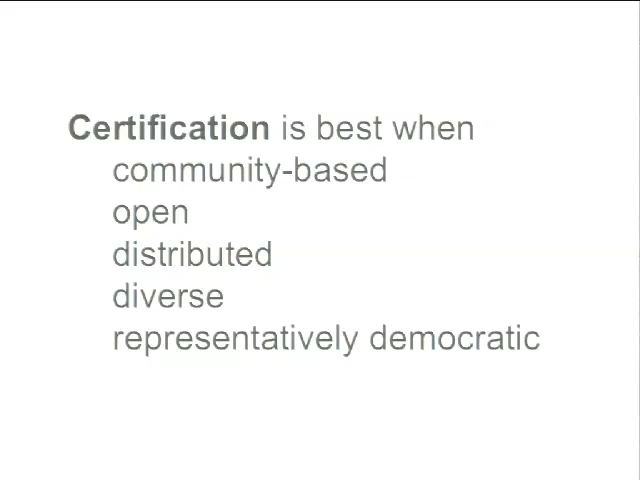 Certification is best when
community-based
open
distributed
diverse
representatively democratic